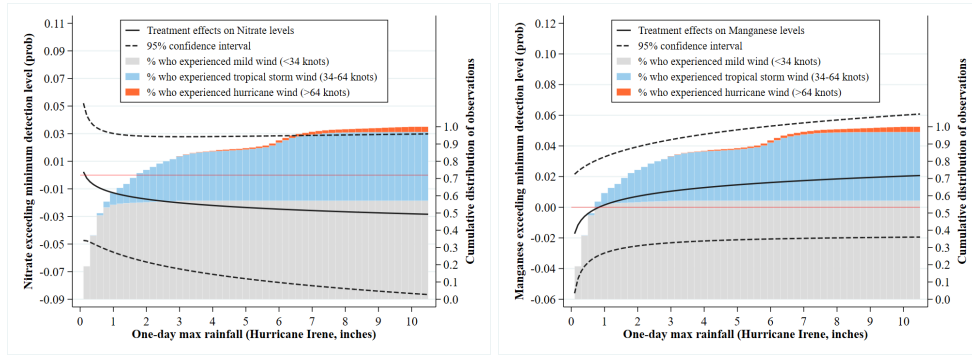 Nitrate exceeding minimum detection level (prob)
0.11
0.09
0.07
0.05
0.03
0.01
-0.01
-0.03
-0.05
-0.07
-0.09
Treatment effects on Nitrate levels
95% confidence interval
% who experienced mild wind (<34 knots)
% who experienced tropical storm wind (34-64 knots)
% who experienced hurricane wind (>64 knots)
1.0
0.9
0.8
0.7
0.6
0.5
0.4
0.3
0.2
0.1
0.0
Cumulative distribution of observations
0 1 2 3 4 5 6 7 8 9 10
One-day max rainfall (Hurricane Irene, inches)
Manganese exceeding minimum detection level (prob)
0.12
0.10
0.08
0.06
0.04
0.02
0.00
-0.02
-0.04
-0.06
Treatment effects on Manganese levels
95% confidence interval
% who experienced mild wind (<34 knots)
% who experienced tropical storm wind (34-64 knots)
% who experienced hurricane wind (>64 knots)
1.0
0.9
0.8
0.7
0.6
0.5
0.4
0.3
0.2
0.1
0.0
Cumulative distribution of observations
0 1 2 3 4 5 6 7 8 9 10
One-day max rainfall (Hurricane Irene, inches)